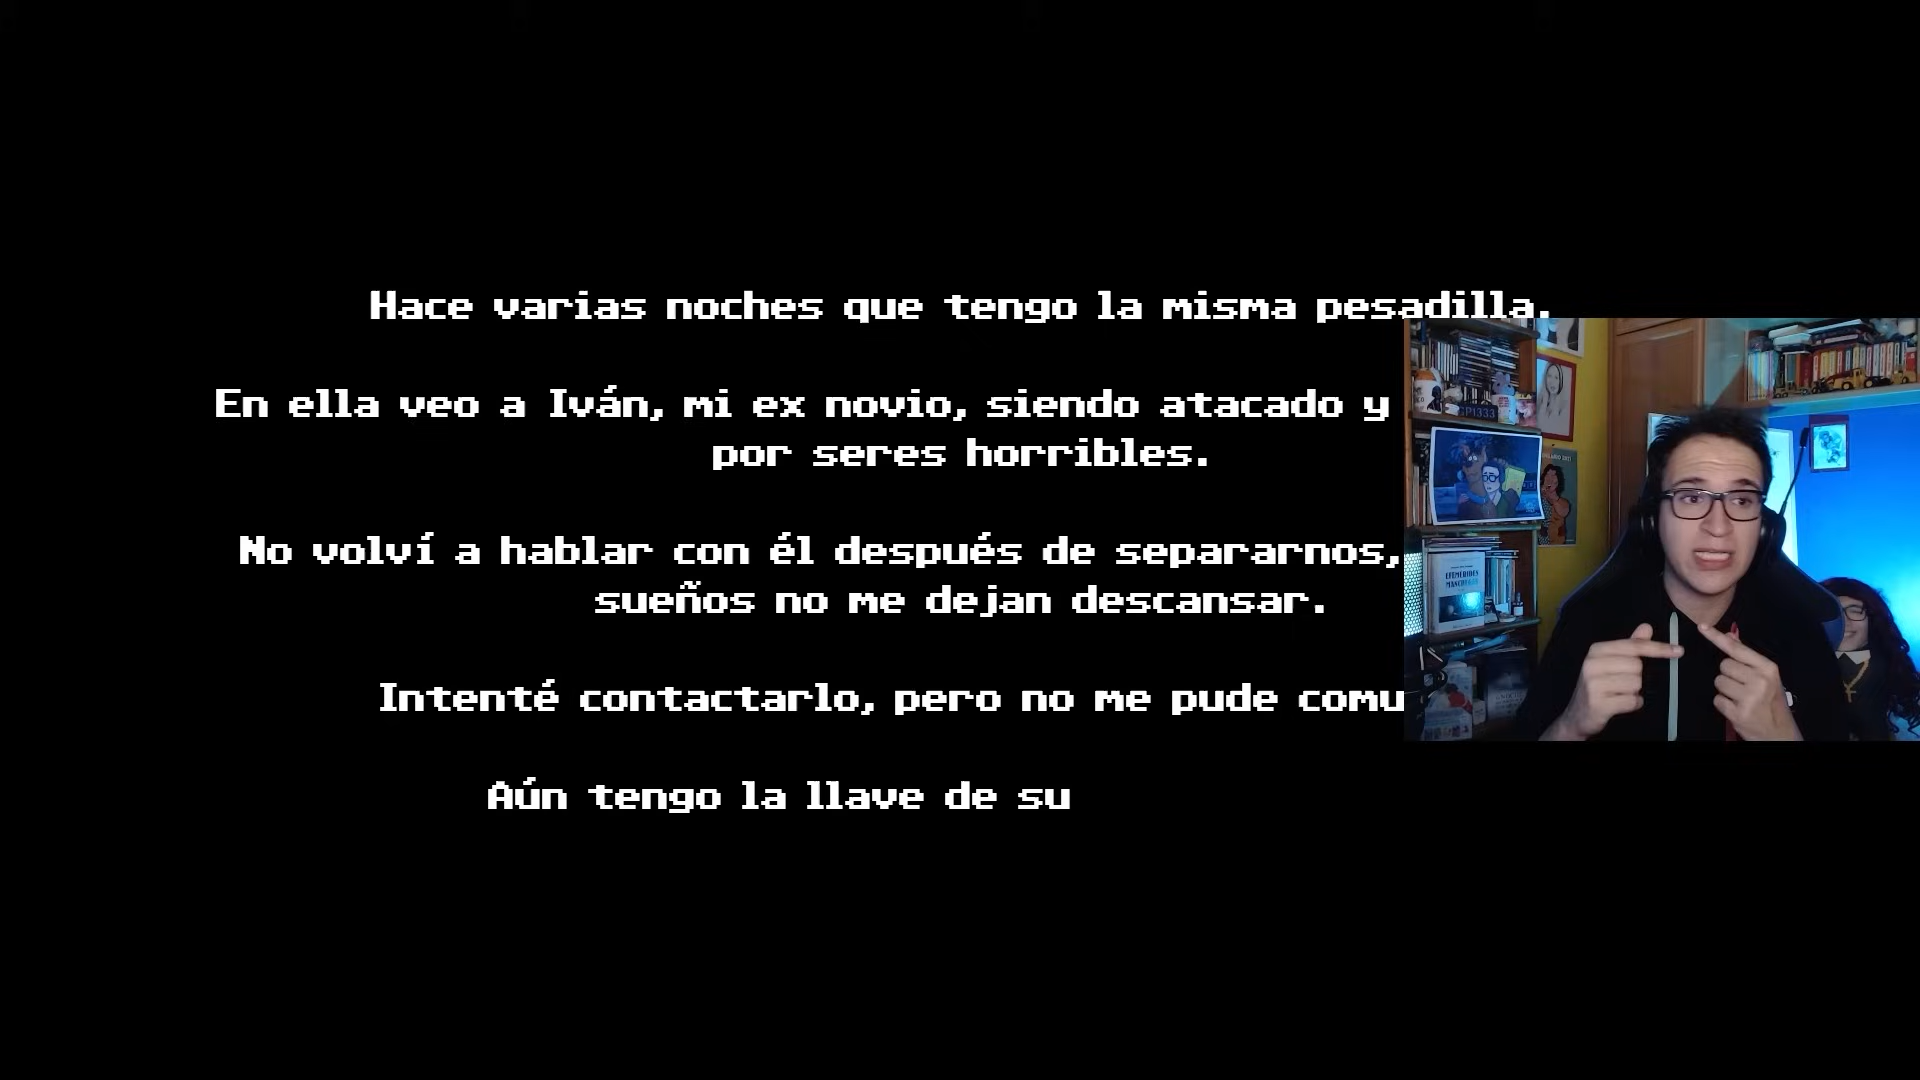 Hace varias noches que tengo la misma pesadilla.
En ella veo a Iván, mi ex novio, siendo atacado y
por seres horribles.
No volví a hablar con él después de separarnos,
sueños no me dejan descansar.
Intenté contactarlo, pero no me pude comu
Aún tengo la llave de su